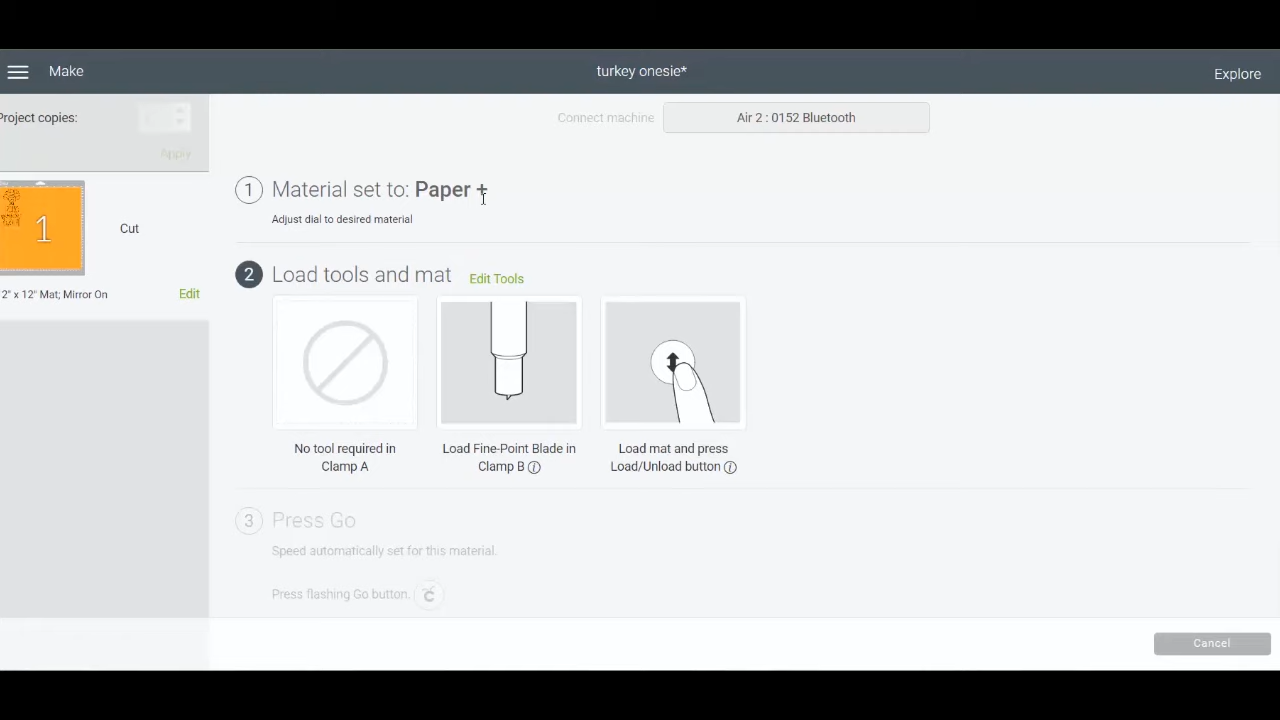 Make
turkey onesie*
Explore
Project copies:
Apply
1
Cut
2" x 12" Mat; Mirror On
Edit
Connect machine
Air 2 : 0152 Bluetooth
1 Material set to: Paper +
Adjust dial to desired material
2 Load tools and mat Edit Tools
No tool required in
Clamp A
Load Fine-Point Blade in
Clamp B
Load mat and press
Load/Unload button
3 Press Go
Speed automatically set for this material.
Press flashing Go button.
Cancel